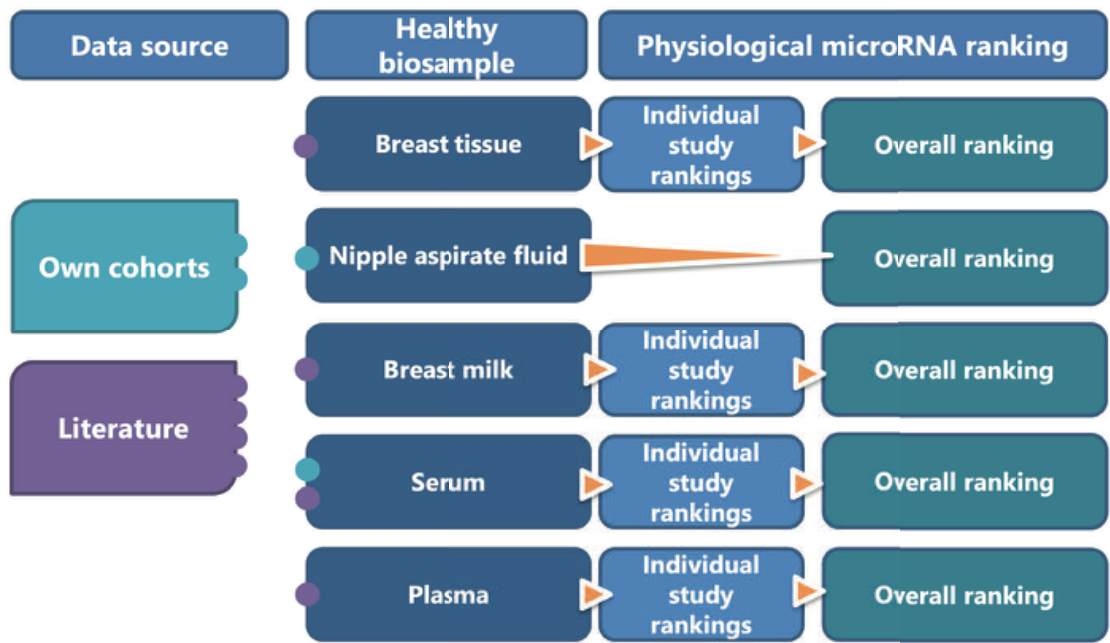 Data source
Healthy
biosample
Physiological microRNA ranking
Breast tissue
Individual
study
rankings
Overall ranking
Own cohorts
Nipple aspirate fluid
Overall ranking
Literature
Breast milk
Individual
study
rankings
Overall ranking
Serum
Individual
study
rankings
Overall ranking
Plasma
Individual
study
rankings
Overall ranking